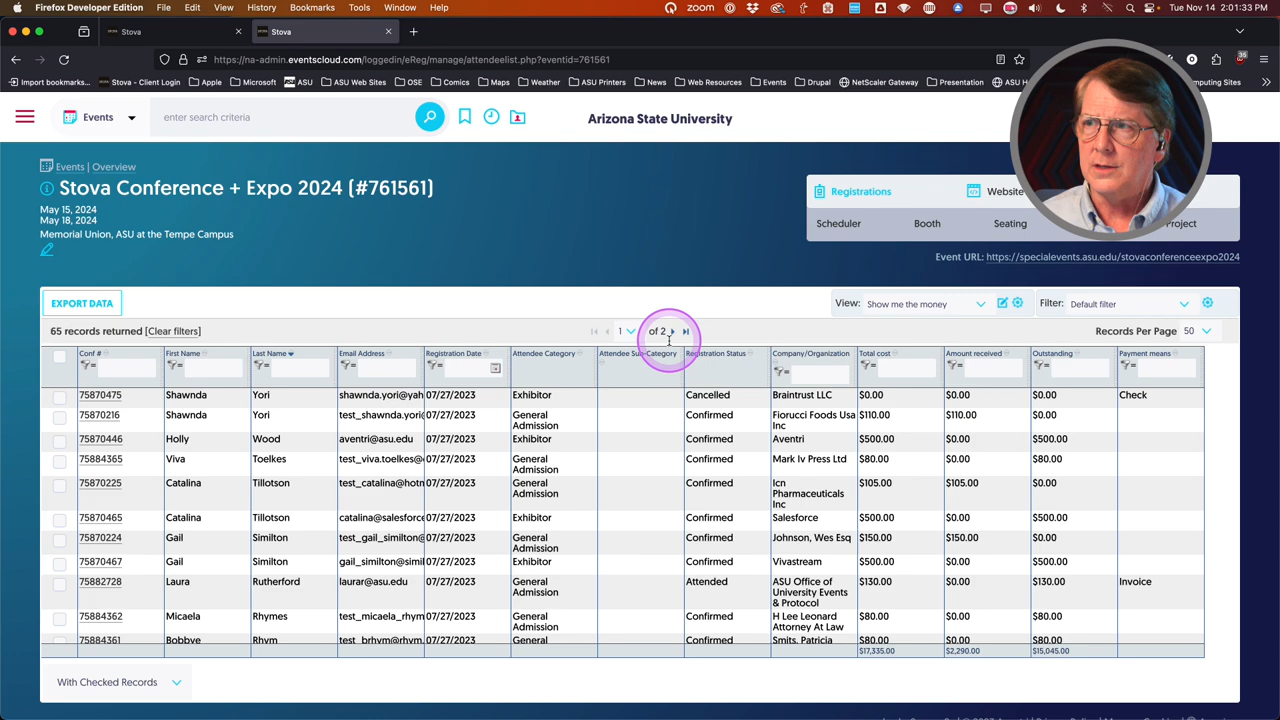 Firefox Developer Edition File Edit View History Bookmarks Tools Window Help zoom Tue Nov 14 2:01:33 PM
Stova
Stova
https://na-admin.eventscloud.com/loggedin/eReg/manage/attendeelist.php?eventid=761561
Import bookmarks... Stova - Client Login Apple Microsoft ASU ASU Web Sites OSE Comics Maps Weather ASU Printers News Web Resources Events Drupal NetScaler Gateway Presentation ASU
Events enter search criteria Arizona State University
Events | Overview
Stova Conference + Expo 2024 (#761561)
May 15, 2024
May 18, 2024
Memorial Union, ASU at the Tempe Campus
Registrations Website
Scheduler Booth Seating Project
Event URL: https://specialevents.asu.edu/stovaconferenceexpo2024
EXPORT DATA View: Show me the money Filter: Default filter
65 records returned [Clear filters] 1 of 2 Records Per Page 50
Conf # First Name Last Name Email Address Registration Date Attendee Category Attendee Sub-Category Registration Status Company/Organization Total cost Amount received Outstanding Payment means
75870475 Shawnda Yori shawnda.yori@yah 07/27/2023 Exhibitor Cancelled Braintrust LLC $0.00 $0.00 $0.00 Check
75870216 Shawnda Yori test_shawnda.yori@ 07/27/2023 General Confirmed Fiorucci Foods Usa $110.00 $110.00 $0.00
Admission Inc
75870446 Holly Wood aventri@asu.edu 07/27/2023 Exhibitor Confirmed Aventri $500.00 $0.00 $500.00
75884365 Viva Toelkes test_viva.toelkes@ 07/27/2023 General Confirmed Mark Iv Press Ltd $80.00 $0.00 $80.00
Admission
75870225 Catalina Tillotson test_catalina@hotm 07/27/2023 General Confirmed Icn $105.00 $105.00 $0.00
Admission Pharmaceuticals
Inc
75870465 Catalina Tillotson catalina@salesforc 07/27/2023 Exhibitor Confirmed Salesforce $500.00 $0.00 $500.00
75870224 Gail Similton test_gail_similton@ 07/27/2023 General Confirmed Johnson, Wes Esq $150.00 $150.00 $0.00
Admission
75870467 Gail Similton gail_similton@simil 07/27/2023 Exhibitor Confirmed Vivastream $500.00 $0.00 $500.00
75882728 Laura Rutherford laurar@asu.edu 07/27/2023 General Attended ASU Office of $130.00 $0.00 $130.00 Invoice
Admission University Events
& Protocol
75884362 Micaela Rhymes test_micaela_rhym 07/27/2023 General Confirmed H Lee Leonard $80.00 $0.00 $80.00
Admission Attorney At Law
75884361 Bobbye Rhym test_brhym@rhym. 07/27/2023 General Confirmed Smits, Patricia $80.00 $0.00 $80.00
$17,335.00 $2,290.00 $15,045.00
With Checked Records